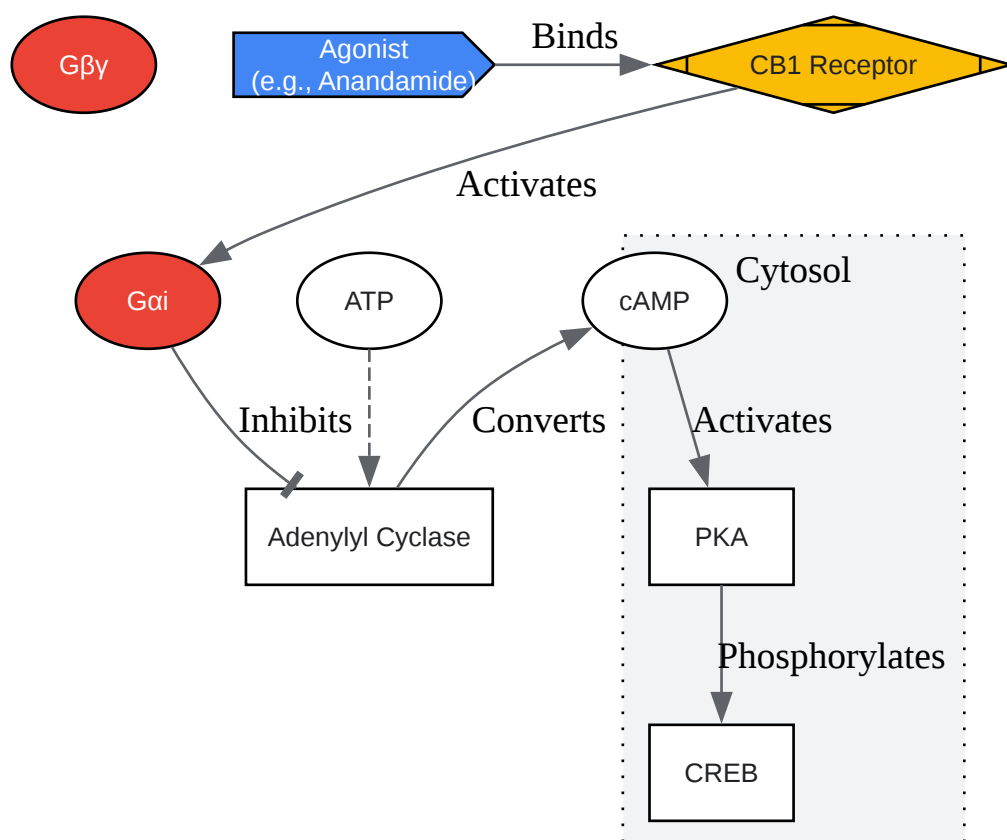 Gβγ
Agonist
(e.g., Anandamide)
Binds
CB1 Receptor
Activates
Gαi
ATP
cAMP
Cytosol
Inhibits
Converts
Activates
Adenylyl Cyclase
PKA
Phosphorylates
CREB